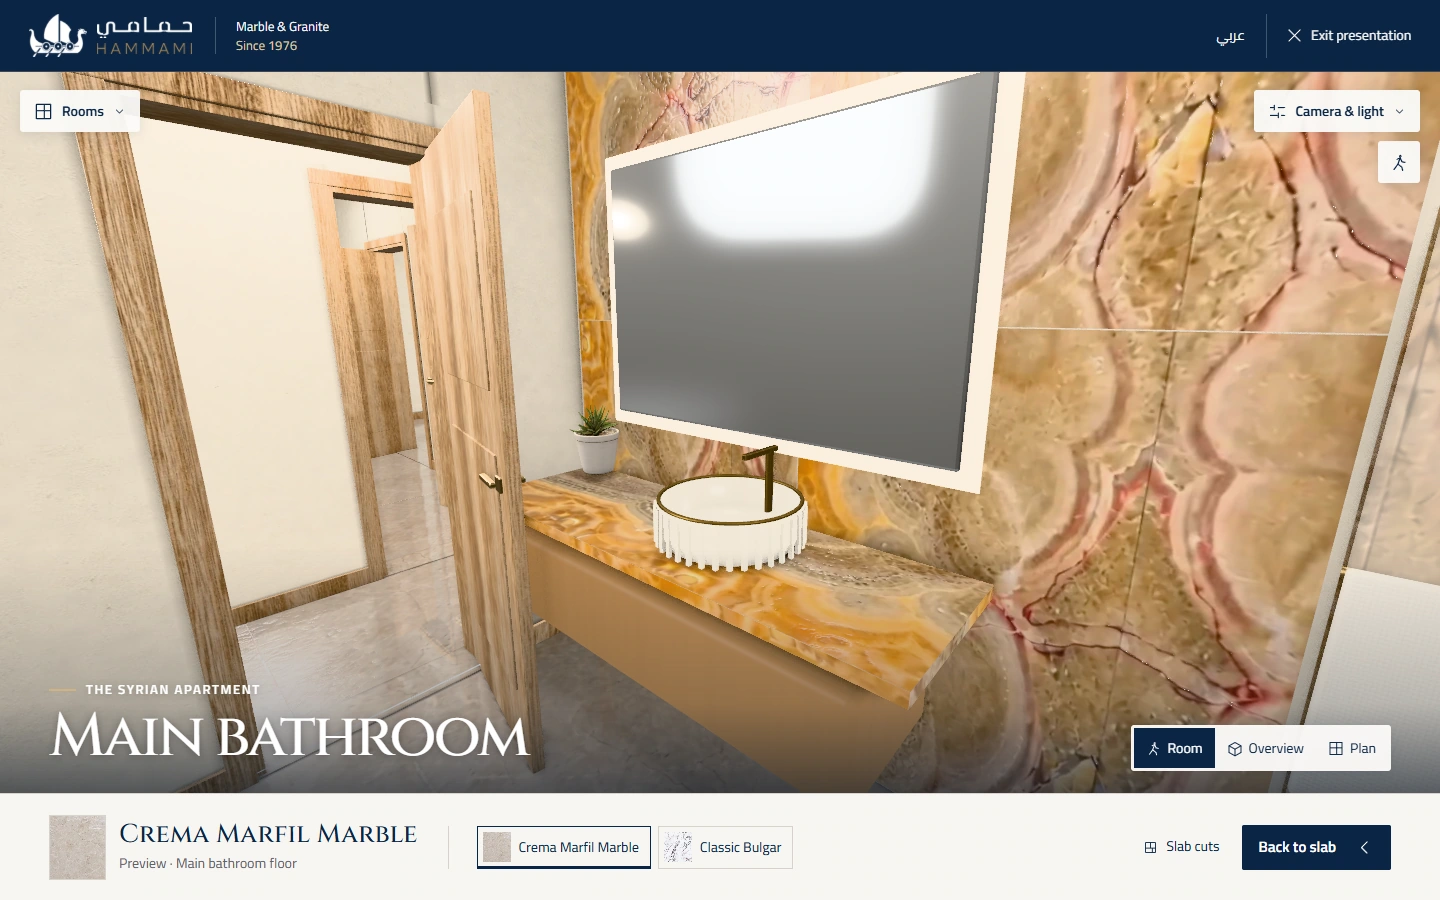 حمامي
HAMMAMI
Marble & Granite
Since 1976
عربي
Exit presentation
Rooms
Camera & light
THE SYRIAN APARTMENT
MAIN BATHROOM
Room
Overview
Plan
CREMA MARFIL MARBLE
Preview · Main bathroom floor
Crema Marfil Marble
Classic Bulgar
Slab cuts
Back to slab